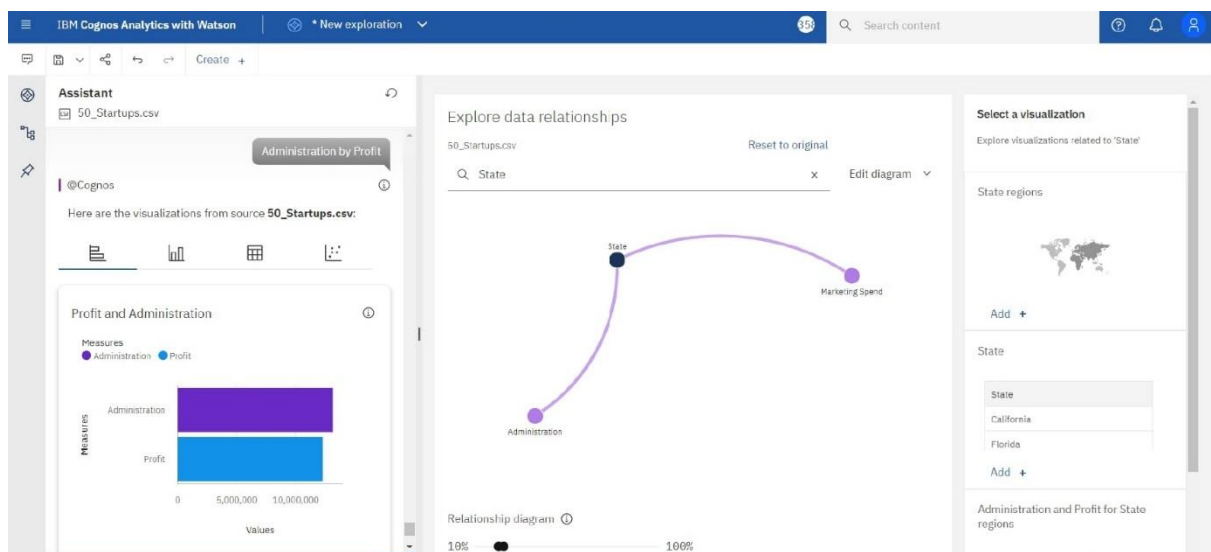 IBM Cognos Analytics with Watson
* New exploration
Search content
Create +
Assistant
50_Startups.csv
Administration by Profit
@Cognos
Here are the visualizations from source 50_Startups.csv:
Profit and Administration
Measures
Administration Profit
Measures
Administration
Profit
0 5,000,000 10,000,000
Values
Explore data relationships
50_Startups.csv
Reset to original
State x
Edit diagram
State
Marketing Spend
Administration
Relationship diagram
10% 100%
Select a visualization
Explore visualizations related to 'State'
State regions
Add +
State
State
California
Florida
Add +
Administration and Profit for State
regions